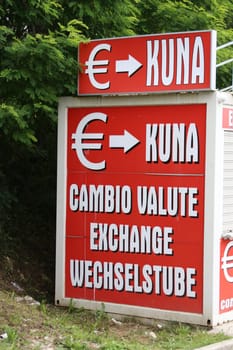 € → KUNA
€ → KUNA
CAMBIO VALUTE
EXCHANGE
WECHSELSTUBE
€